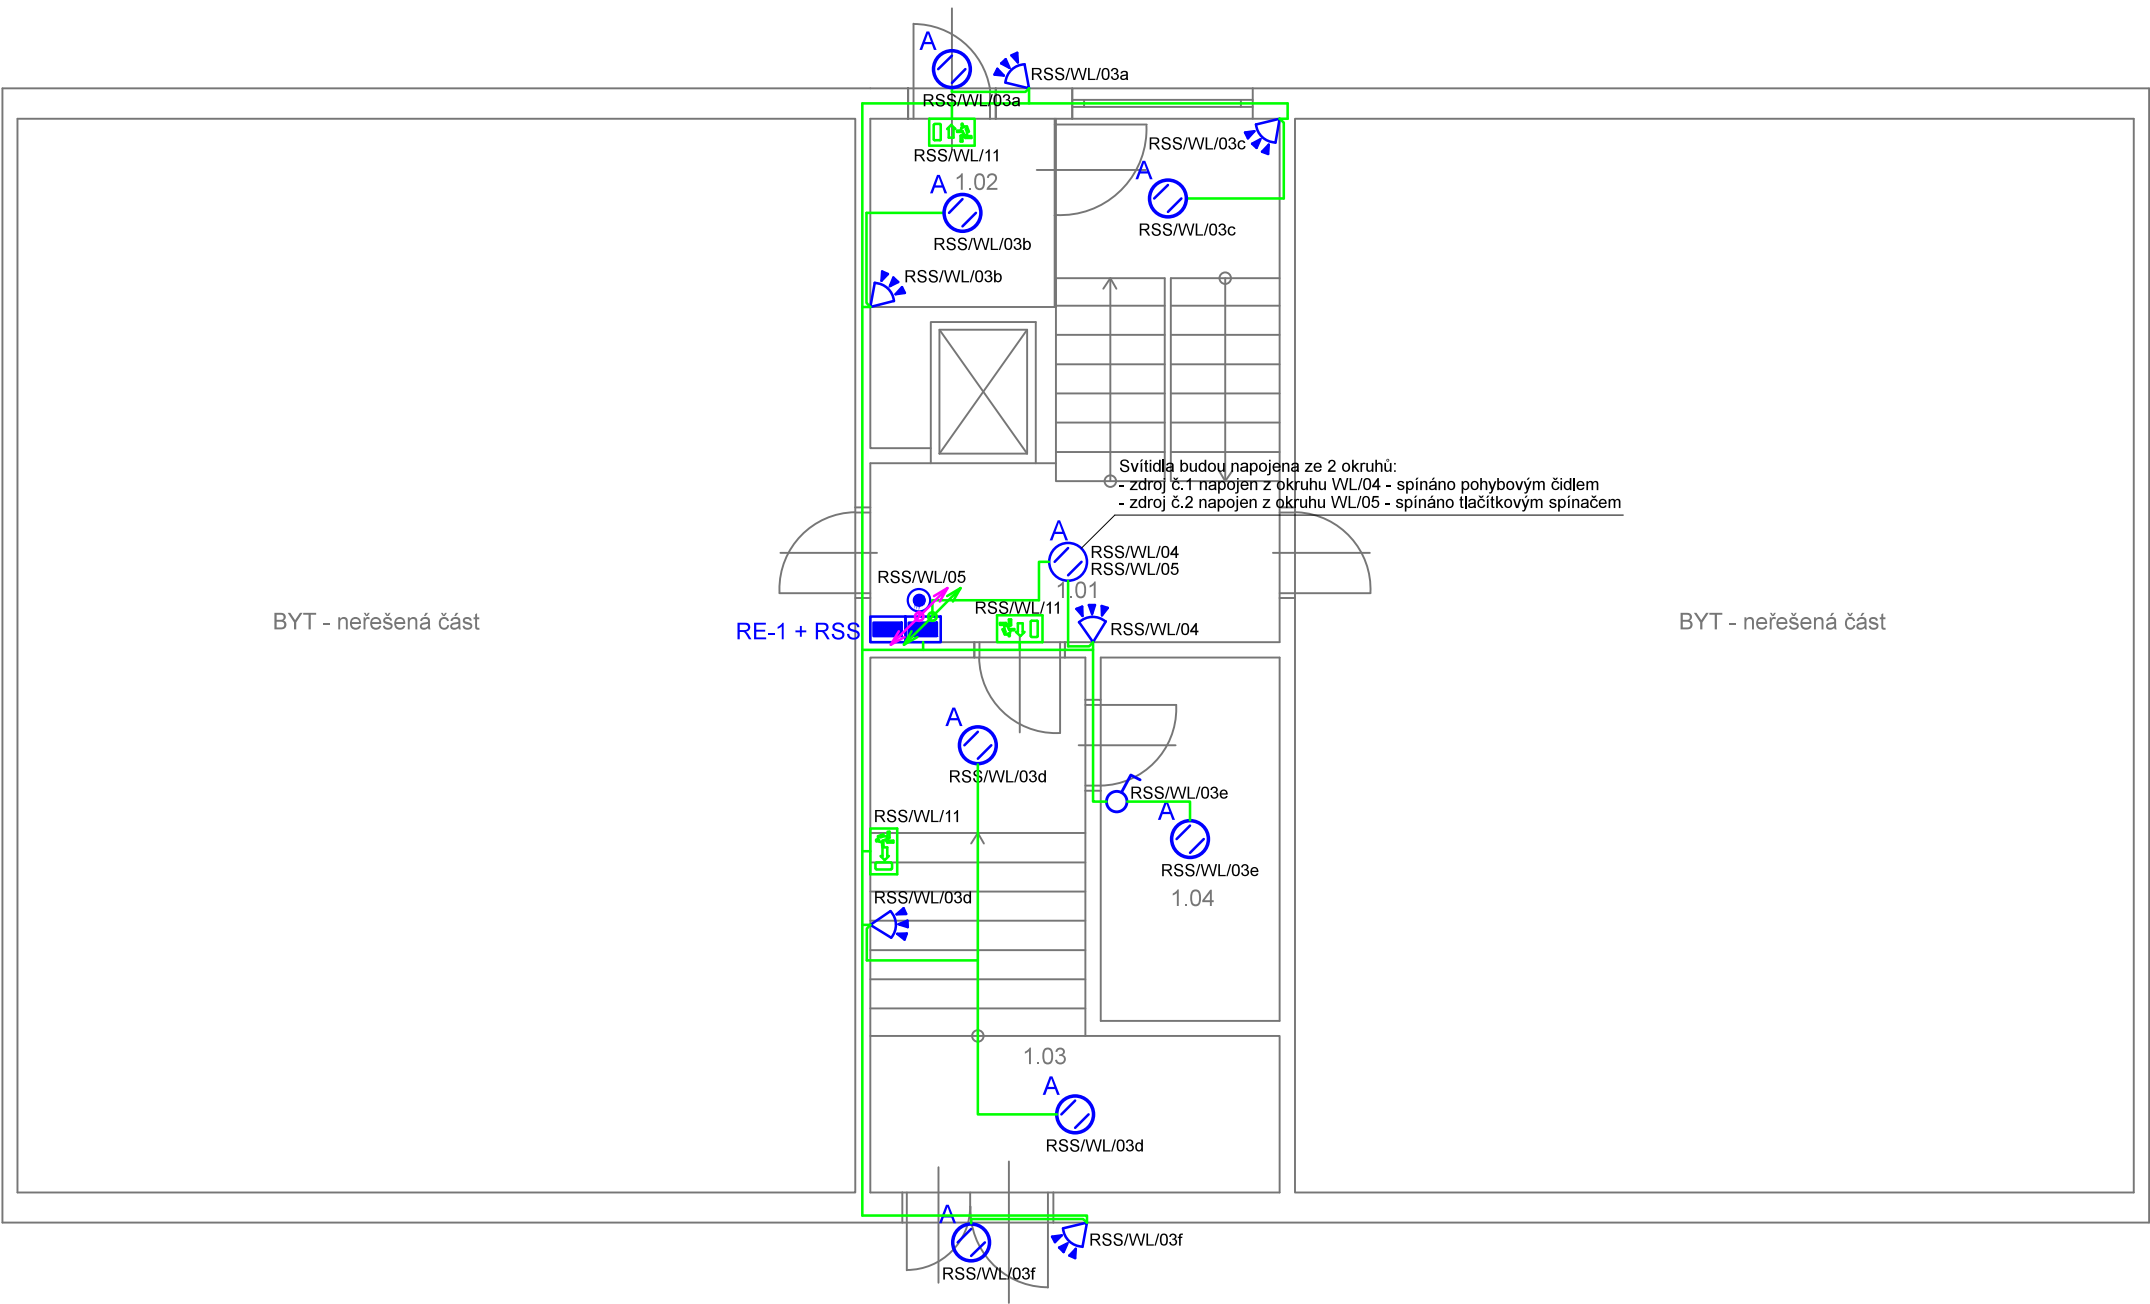 A
RSS/WL/03a
RSS/WL/03a
RSS/WL/11
RSS/WL/03c
A
A
1.02
RSS/WL/03c
RSS/WL/03b
RSS/WL/03b
Svítidla budou napojena ze 2 okruhů:
- zdroj č.1 napojen z okruhu WL/04 - spínáno pohybovým čidlem
- zdroj č.2 napojen z okruhu WL/05 - spínáno tlačítkovým spínačem
A
RSS/WL/04
RSS/WL/05
RSS/WL/05
1.01
RSS/WL/11
BYT - neřešená část
RE-1 + RSS
RSS/WL/04
BYT - neřešená část
A
RSS/WL/03d
RSS/WL/03e
A
RSS/WL/11
RSS/WL/03e
RSS/WL/03d
1.04
1.03
A
RSS/WL/03d
A
RSS/WL/03f
RSS/WL/03f